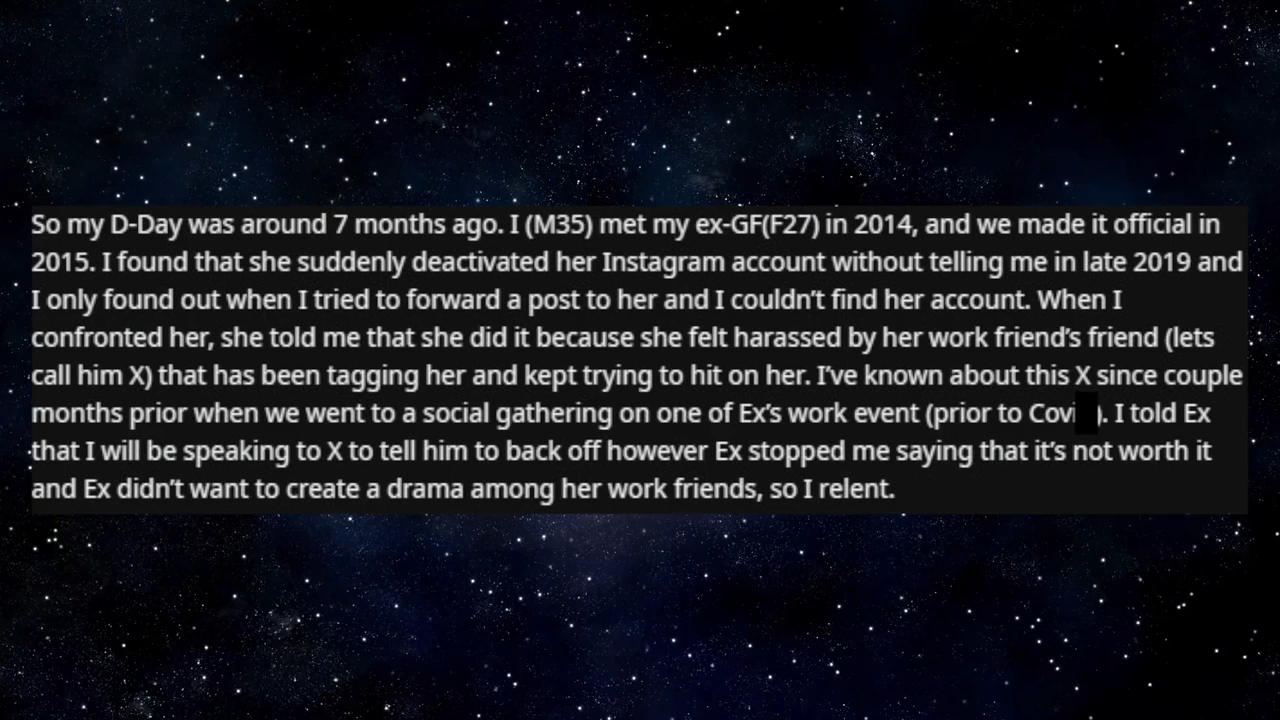 So my D-Day was around 7 months ago. I (M35) met my ex-GF(F27) in 2014, and we made it official in
2015. I found that she suddenly deactivated her Instagram account without telling me in late 2019 and
I only found out when I tried to forward a post to her and I couldn’t find her account. When I
confronted her, she told me that she did it because she felt harassed by her work friend’s friend (lets
call him X) that has been tagging her and kept trying to hit on her. I’ve known about this X since couple
months prior when we went to a social gathering on one of Ex’s work event (prior to Covi ). I told Ex
that I will be speaking to X to tell him to back off however Ex stopped me saying that it’s not worth it
and Ex didn’t want to create a drama among her work friends, so I relent.